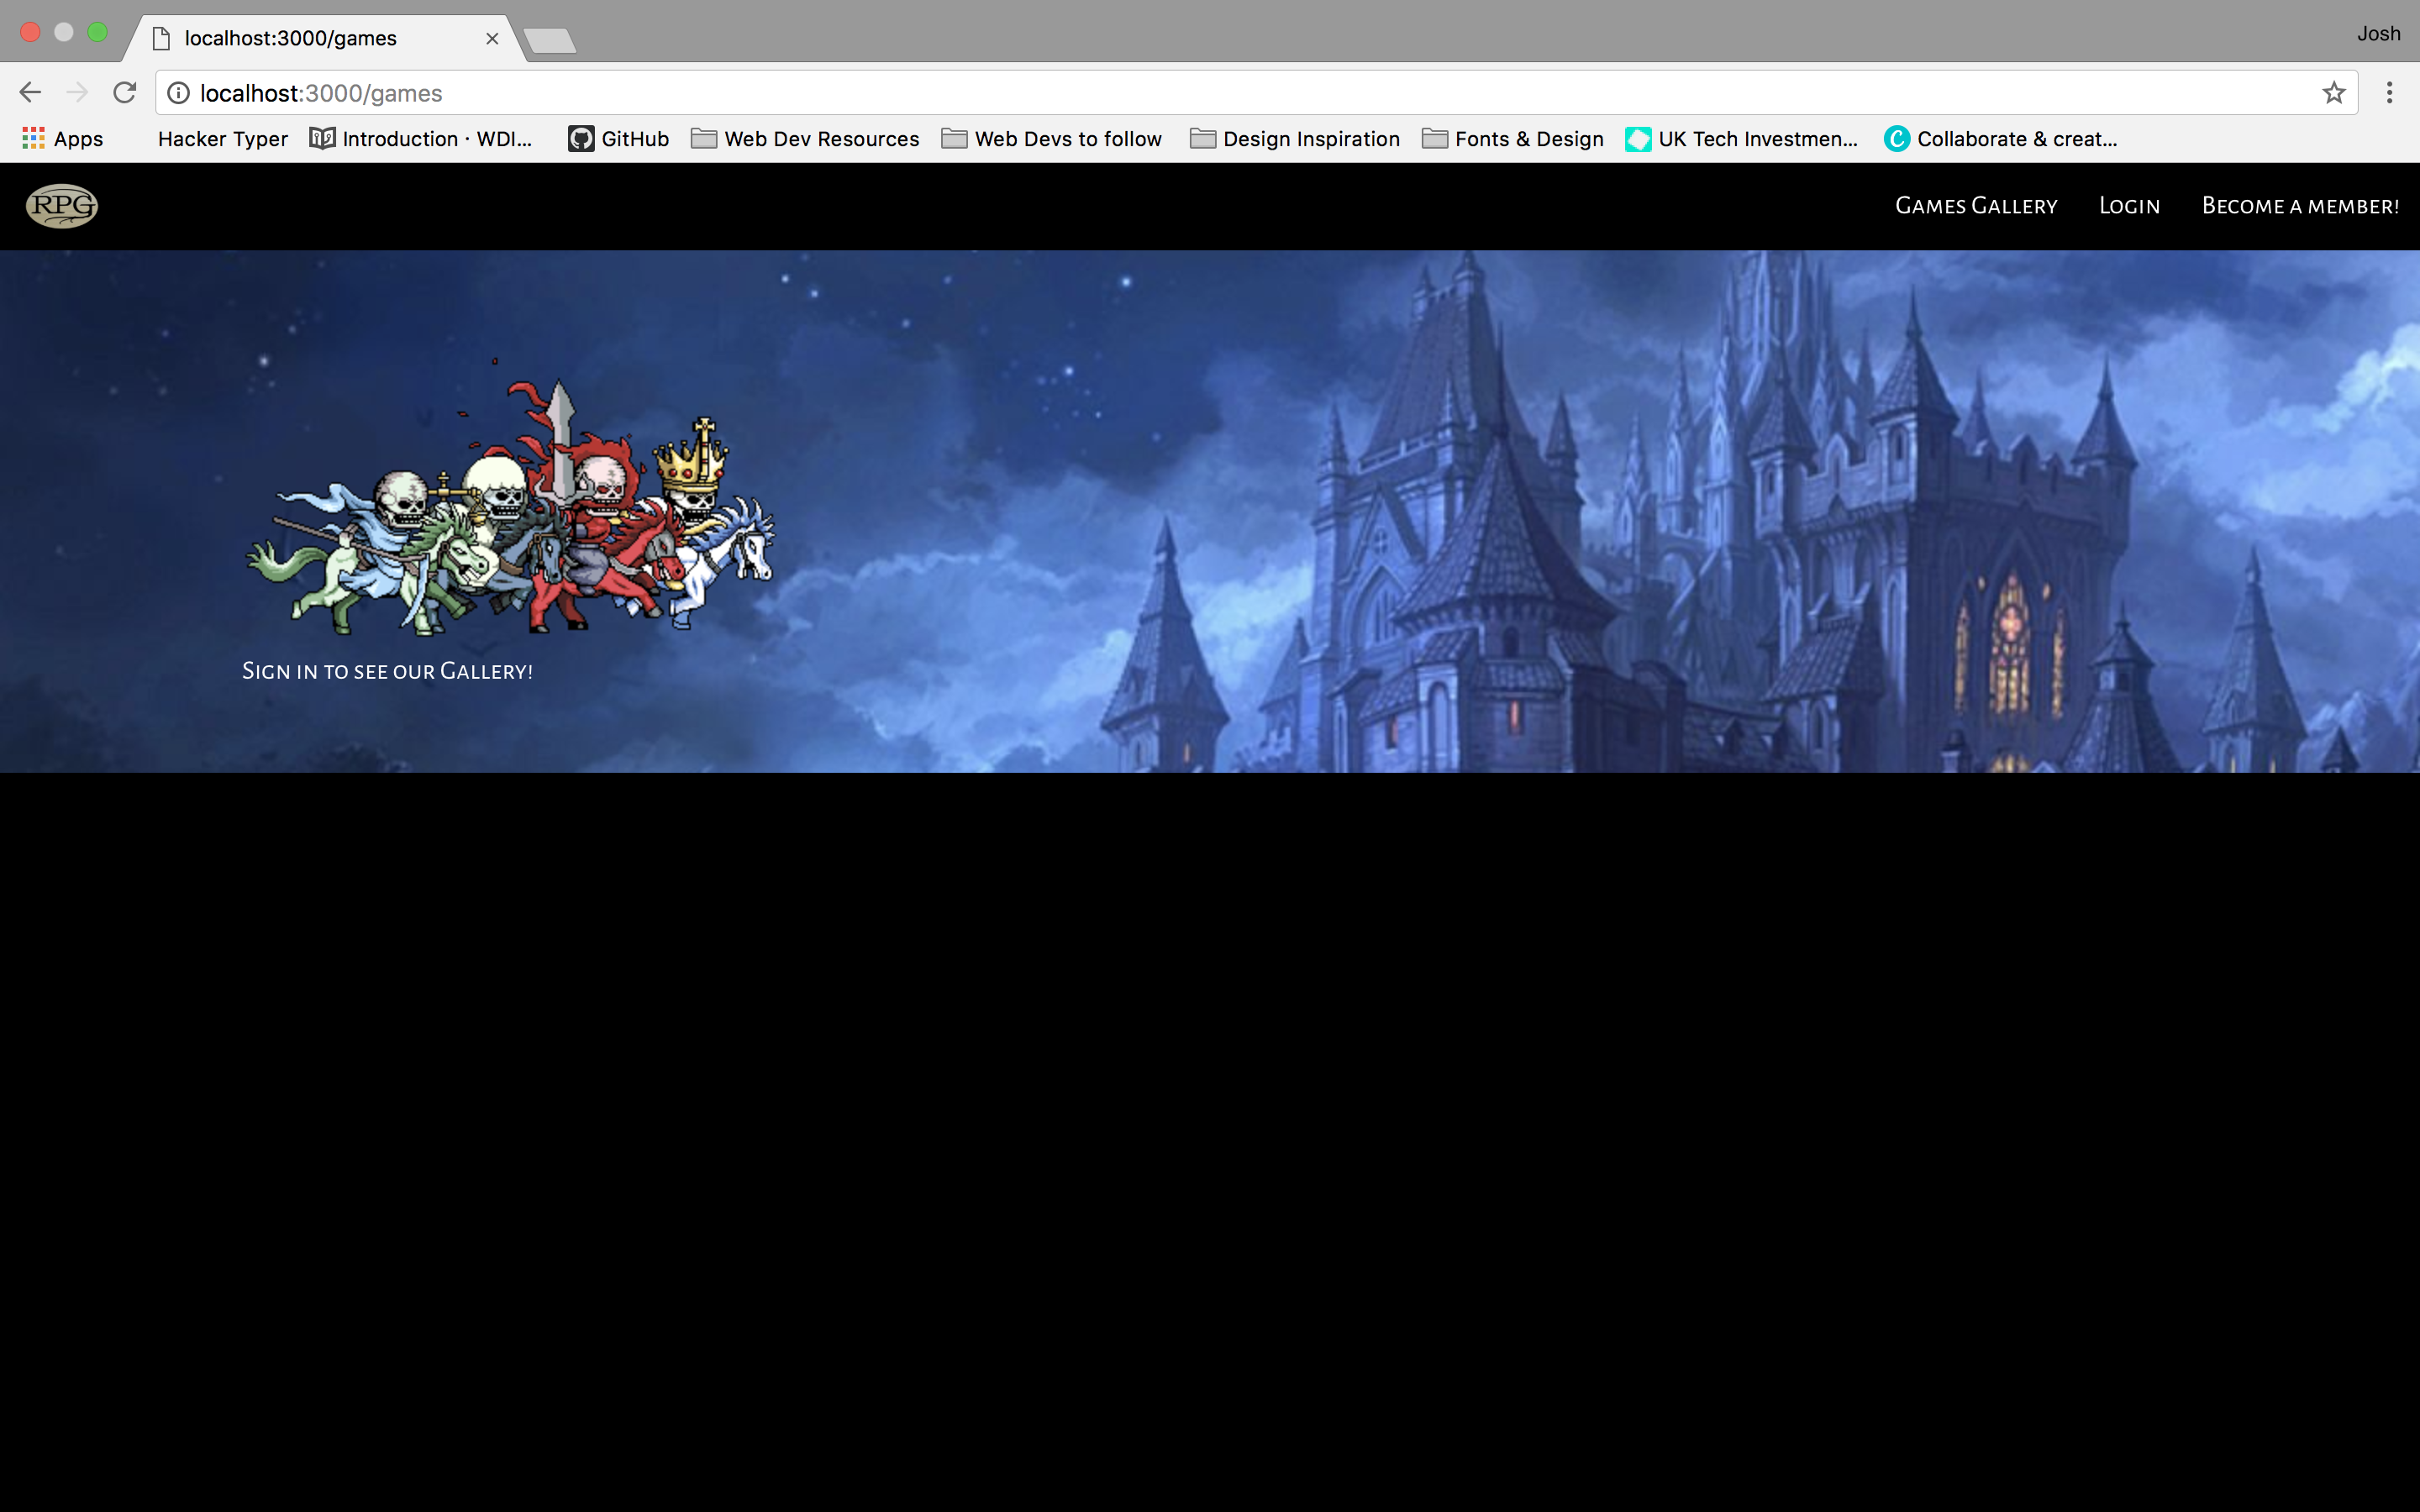 localhost:3000/games
Josh
localhost:3000/games
Apps Hacker Typer Introduction · WDI... GitHub Web Dev Resources Web Devs to follow Design Inspiration Fonts & Design UK Tech Investmen... C Collaborate & creat...
RPG Games Gallery Login Become a member!
Sign in to see our Gallery!